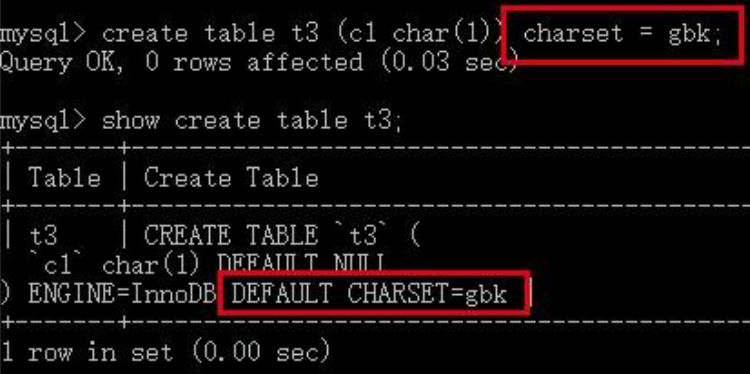 mysql> create table t3 (c1 char(1)) charset = gbk;
Query OK, 0 rows affected (0.03 sec)
mysql> show create table t3;
+-------+---------------------------------------
| Table | Create Table
+-------+---------------------------------------
| t3    | CREATE TABLE `t3` (
  `c1` char(1) DEFAULT NULL
) ENGINE=InnoDB DEFAULT CHARSET=gbk |
+-------+---------------------------------------
1 row in set (0.00 sec)